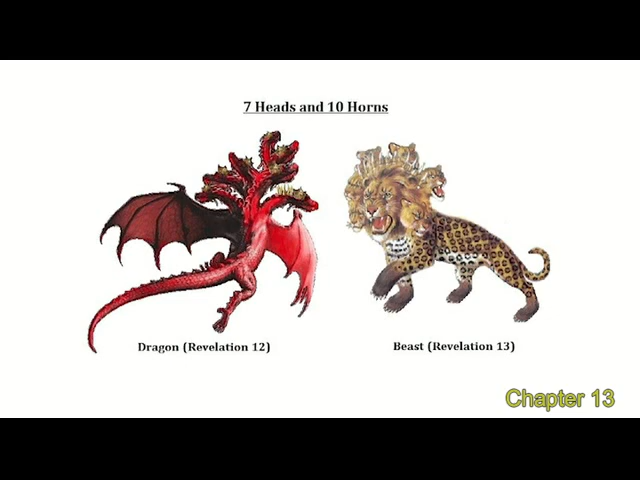 7 Heads and 10 Horns
Dragon (Revelation 12)
Beast (Revelation 13)
Chapter 13